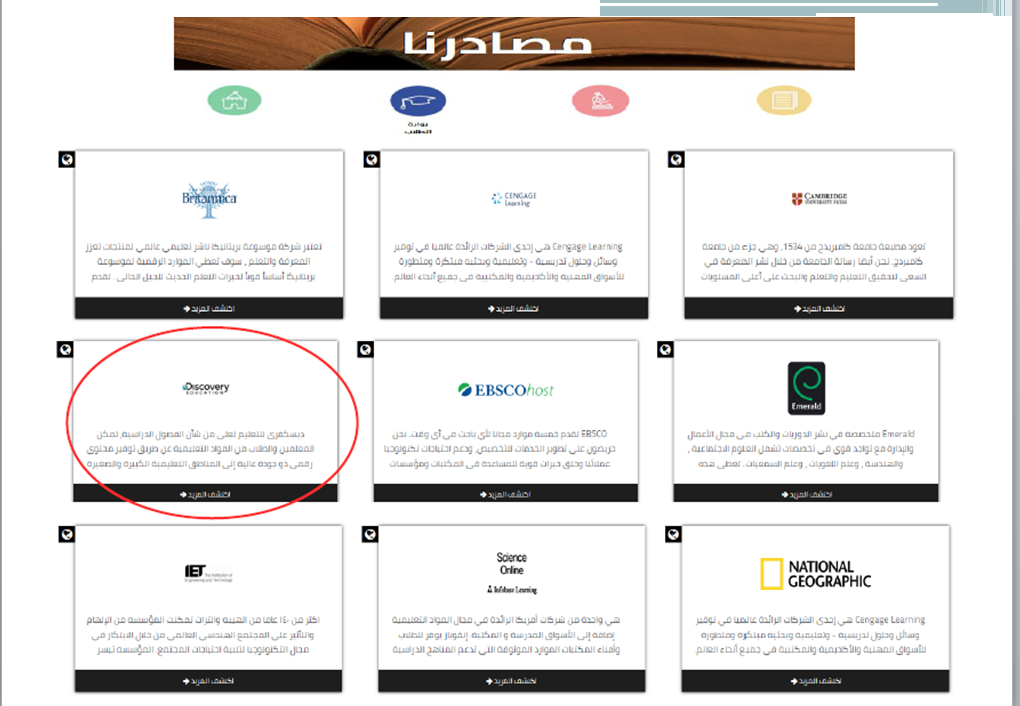 مصادرنا
بوابة
الطالب
CAMBRIDGE
UNIVERSITY PRESS
تعود مطبعة جامعة كامبريدج من 1534، وهي جزء من جامعة
كامبردج. نحن أيضا رسالة الجامعة من خلال نشر المعرفة في
السعي لتحقيق التعليم والتعلم والبحث على أعلى المستويات
اكتشف المزيد
CENGAGE
Learning
Cengage Learning هي إحدى الشركات الرائدة عالميا في توفير
وسائل وحلول تدريسية - وتعليمية وبحثيه مبتكرة ومتطورة
للأسواق المهنية والأكاديمية والمكتبية في جميع أنحاء العالم
اكتشف المزيد
Britannica
تعتبر شركة موسوعة بريتانيكا ناشر تعليمي عالمي لمنتجات تعزز
المعرفة والتعلم . سوف تعطي الموارد الرقمية لموسوعة
بريتانيكا أساساً قوياً لخبرات التعلم الحديث للجيل الحالي . تقدم
اكتشف المزيد
Emerald
Emerald متخصصة في نشر الدوريات والكتب في مجال الأعمال
والإدارة مع تواجد قوي في تخصصات تشمل العلوم الاجتماعية ,
والهندسة , وعلم اللغويات , وعلم السمعيات . تغطي هذه
اكتشف المزيد
EBSCOhost
EBSCO تقدم خمسة موارد مجانا لأي باحث في أي وقت. نحن
حريصون على تطوير الخدمات للتخصيص, ودعم احتياجات تكنولوجيا
عملائنا وخلق خبرات قوية للمساعدة في المكتبات ومؤسسات
اكتشف المزيد
Discovery
EDUCATION
ديسكفري للتعليم تعلي من شأن الفصول الدراسية, تمكن
المعلمين والطلاب من المواد التعليمية عن طريق توفير محتوى
رقمي ذو جودة عالية إلى المناطق التعليمية الكبيرة والصغيرة
اكتشف المزيد
NATIONAL
GEOGRAPHIC
Cengage Learning هي إحدى الشركات الرائدة عالميا في توفير
وسائل وحلول تدريسية - وتعليمية وبحثيه مبتكرة ومتطورة
للأسواق المهنية والأكاديمية والمكتبية في جميع أنحاء العالم.
اكتشف المزيد
Science
Online
Infobase Learning
هي واحدة من شركات أمريكا الرائدة في مجال المواد التعليمية
إضافة إلى الأسواق المدرسة و المكتبة. إنفوباز يوفر للطلاب
وأمناء المكتبات الموارد الموثوقة التي تدعم المناهج الدراسية
اكتشف المزيد
IET The Institution of
Engineering and Technology
اكثر من ١٤٠ عاما من الهيبة والتراث تمكنت المؤسسه من الإلهام
والتأثير على المجتمع الهندسي العالمي من خلال الابتكار في
مجال التكنولوجيا لتلبية احتياجات المجتمع. المؤسسه تيسر
اكتشف المزيد